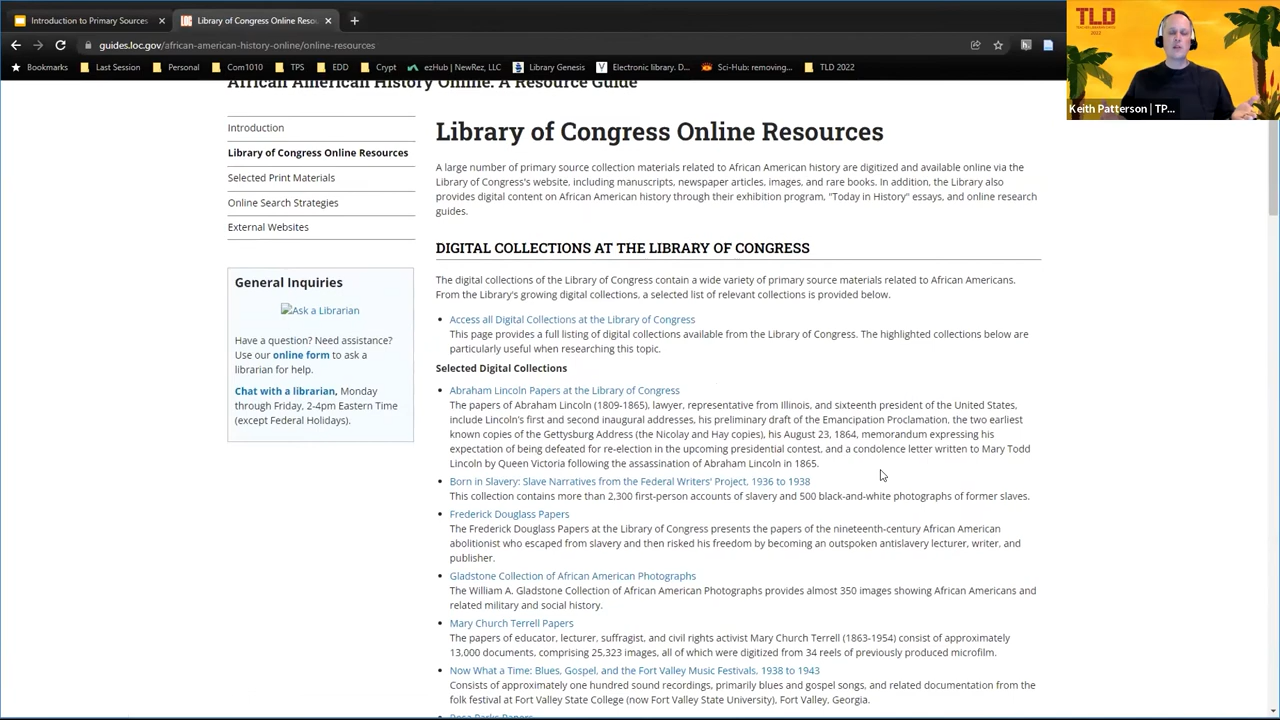 Introduction to Primary Sources
Library of Congress Online Resou
guides.loc.gov/african-american-history-online/online-resources
Bookmarks Last Session Personal Com1010 TPS EDD Crypt ezHub | NewRez, LLC Library Genesis Electronic library. D... Sci-Hub: removing... TLD 2022
TLD
2022
Keith Patterson | TP...
African American History Online: A Resource Guide
Introduction
Library of Congress Online Resources
Selected Print Materials
Online Search Strategies
External Websites
General Inquiries
Ask a Librarian
Have a question? Need assistance?
Use our online form to ask a
librarian for help.
Chat with a librarian, Monday
through Friday, 2-4pm Eastern Time
(except Federal Holidays).
Library of Congress Online Resources
A large number of primary source collection materials related to African American history are digitized and available online via the
Library of Congress's website, including manuscripts, newspaper articles, images, and rare books. In addition, the Library also
provides digital content on African American history through their exhibition program, "Today in History" essays, and online research
guides.
DIGITAL COLLECTIONS AT THE LIBRARY OF CONGRESS
The digital collections of the Library of Congress contain a wide variety of primary source materials related to African Americans.
From the Library's growing digital collections, a selected list of relevant collections is provided below.
• Access all Digital Collections at the Library of Congress
This page provides a full listing of digital collections available from the Library of Congress. The highlighted collections below are
particularly useful when researching this topic.
Selected Digital Collections
• Abraham Lincoln Papers at the Library of Congress
The papers of Abraham Lincoln (1809-1865), lawyer, representative from Illinois, and sixteenth president of the United States,
include Lincoln's first and second inaugural addresses, his preliminary draft of the Emancipation Proclamation, the two earliest
known copies of the Gettysburg Address (the Nicolay and Hay copies), his August 23, 1864, memorandum expressing his
expectation of being defeated for re-election in the upcoming presidential contest, and a condolence letter written to Mary Todd
Lincoln by Queen Victoria following the assassination of Abraham Lincoln in 1865.
• Born in Slavery: Slave Narratives from the Federal Writers' Project, 1936 to 1938
This collection contains more than 2,300 first-person accounts of slavery and 500 black-and-white photographs of former slaves.
• Frederick Douglass Papers
The Frederick Douglass Papers at the Library of Congress presents the papers of the nineteenth-century African American
abolitionist who escaped from slavery and then risked his freedom by becoming an outspoken antislavery lecturer, writer, and
publisher.
• Gladstone Collection of African American Photographs
The William A. Gladstone Collection of African American Photographs provides almost 350 images showing African Americans and
related military and social history.
• Mary Church Terrell Papers
The papers of educator, lecturer, suffragist, and civil rights activist Mary Church Terrell (1863-1954) consist of approximately
13,000 documents, comprising 25,323 images, all of which were digitized from 34 reels of previously produced microfilm.
• Now What a Time: Blues, Gospel, and the Fort Valley Music Festivals, 1938 to 1943
Consists of approximately one hundred sound recordings, primarily blues and gospel songs, and related documentation from the
folk festival at Fort Valley State College (now Fort Valley State University). Fort Valley, Georgia.
Rosa Parks Papers